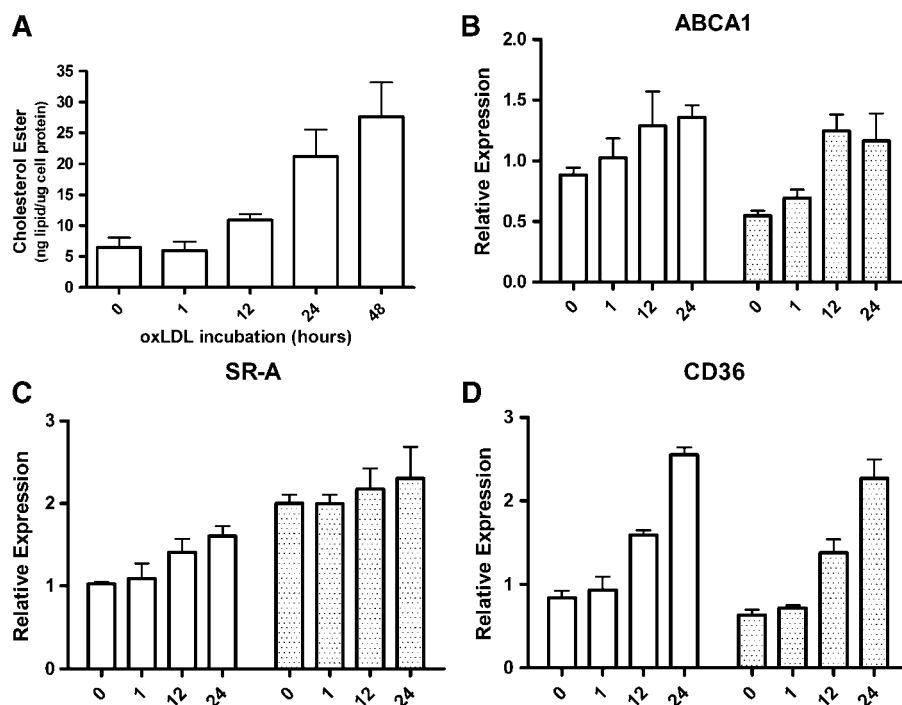 A
Cholesterol Ester
(ng lipid/ug cell protein)
35
30
25
20
15
10
5
0
0 1 12 24 48
oxLDL incubation (hours)
B
ABCA1
Relative Expression
2.0
1.5
1.0
0.5
0.0
0 1 12 24 0 1 12 24
C
SR-A
Relative Expression
3
2
1
0
0 1 12 24 0 1 12 24
D
CD36
Relative Expression
3
2
1
0
0 1 12 24 0 1 12 24